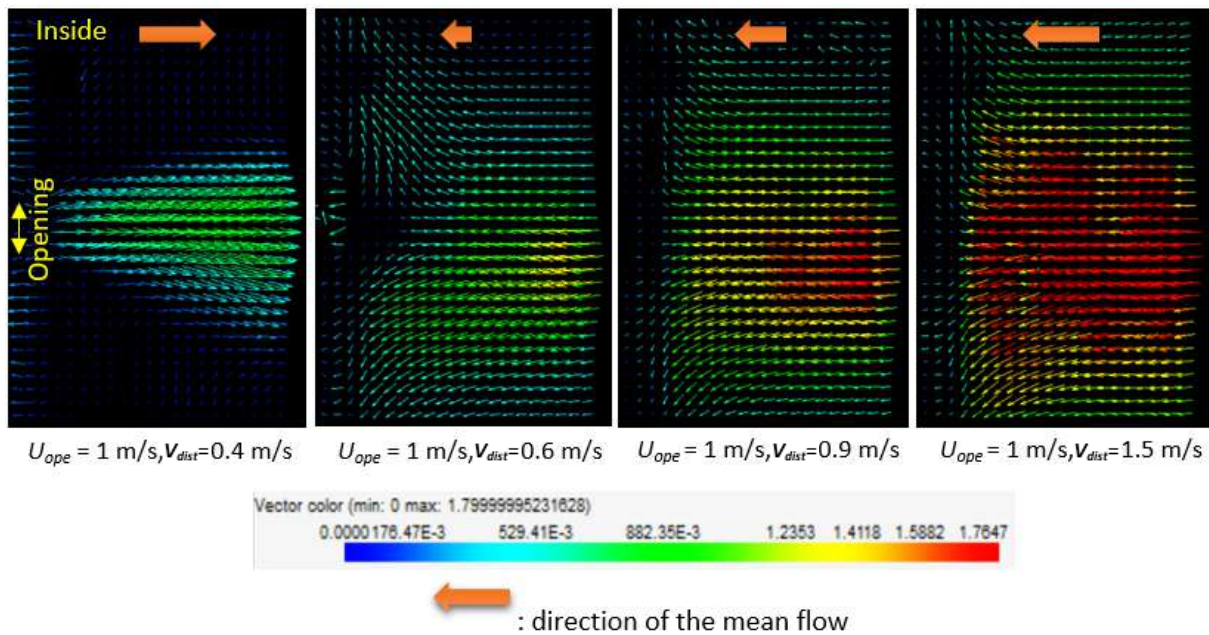 Inside
Opening
U_ope = 1 m/s,v_dist=0.4 m/s
U_ope = 1 m/s,v_dist=0.6 m/s
U_ope = 1 m/s,v_dist=0.9 m/s
U_ope = 1 m/s,v_dist=1.5 m/s
Vector color (min: 0 max: 1.79999995231628)
0.0000 176.47E-3 529.41E-3 882.35E-3 1.2353 1.4118 1.5882 1.7647
: direction of the mean flow